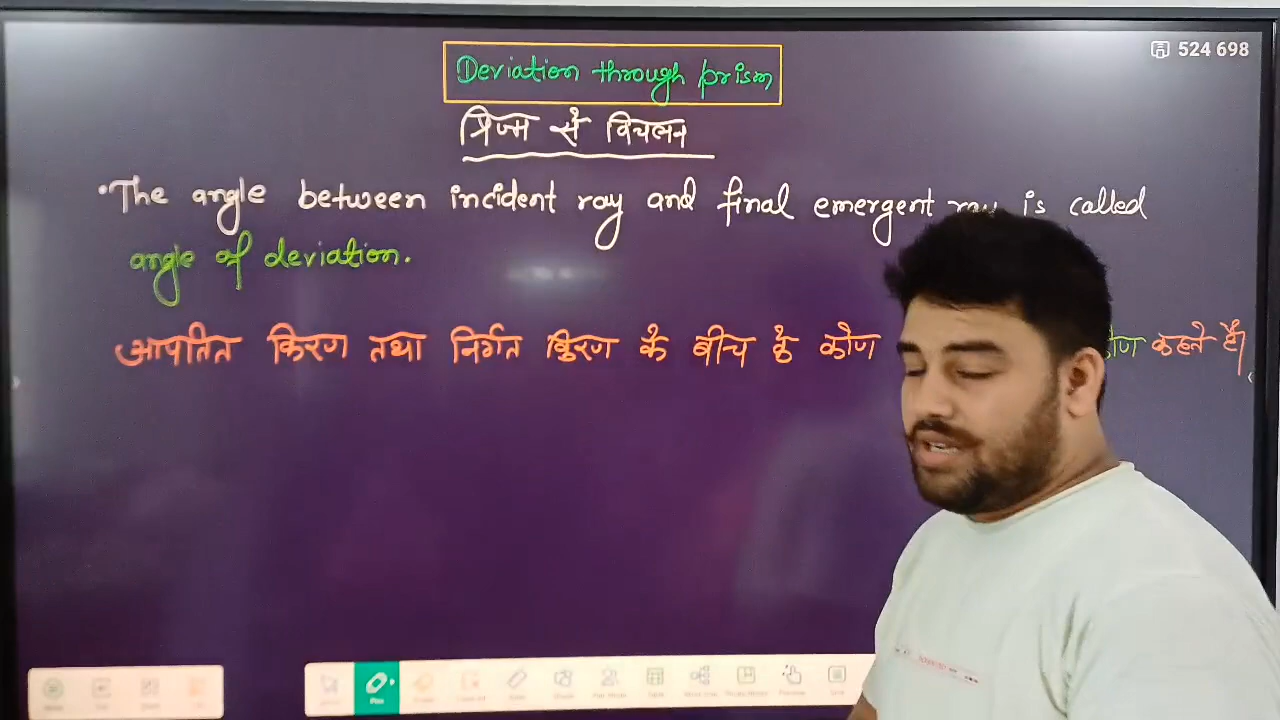 524 698
Deviation through prism
प्रिज्म से विचलन
•The angle between incident ray and final emergent ray is called
angle of deviation.
आपतित किरण तथा निर्गत किरण के बीच के कोण कहते हैं।